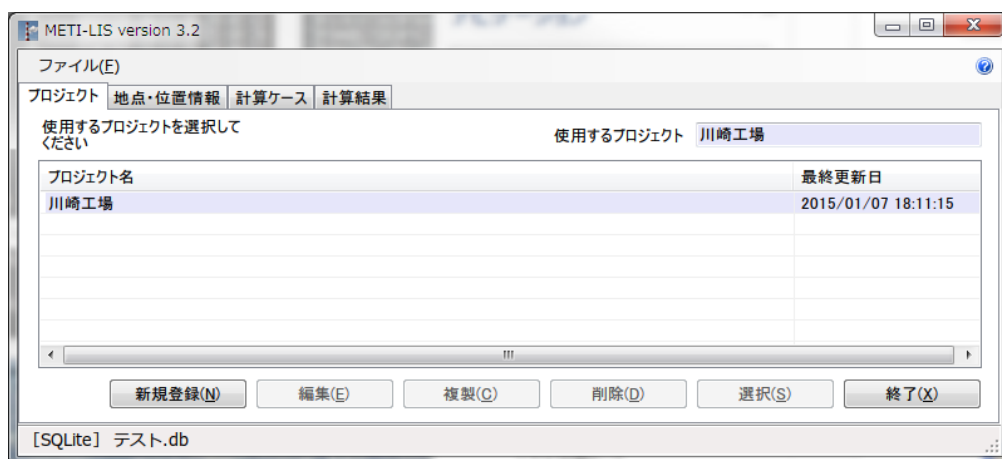 METI-LIS version 3.2
ファイル(F)
プロジェクト 地点・位置情報 計算ケース 計算結果
使用するプロジェクトを選択して
ください
使用するプロジェクト 川崎工場
プロジェクト名 最終更新日
川崎工場 2015/01/07 18:11:15
新規登録(N) 編集(E) 複製(C) 削除(D) 選択(S) 終了(X)
[SQLite] テスト.db